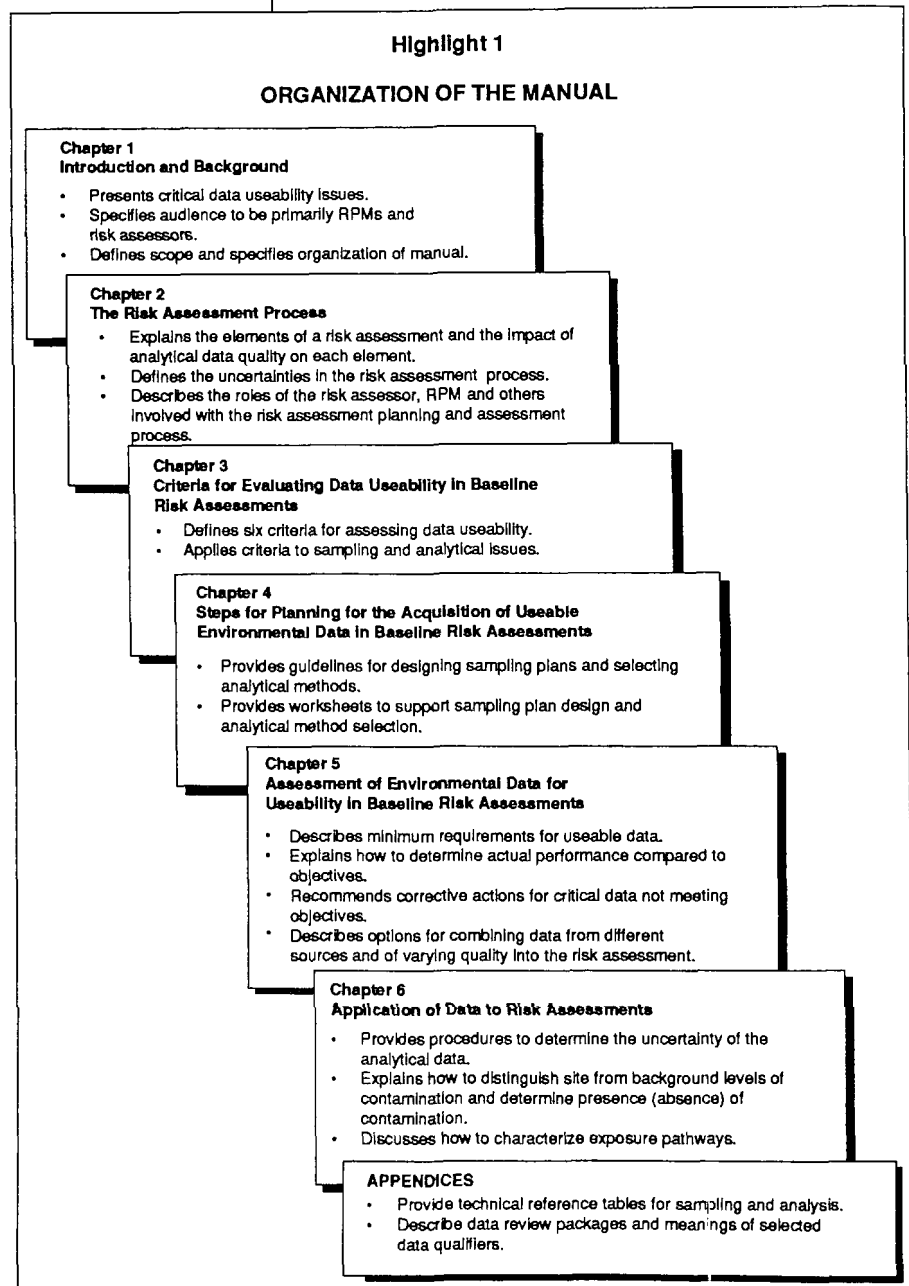 Highlight 1
ORGANIZATION OF THE MANUAL
Chapter 1
Introduction and Background
• Presents critical data useability issues.
• Specifies audience to be primarily RPMs and
risk assessors.
• Defines scope and specifies organization of manual.
Chapter 2
The Risk Assessment Process
• Explains the elements of a risk assessment and the impact of
analytical data quality on each element.
• Defines the uncertainties in the risk assessment process.
• Describes the roles of the risk assessor, RPM and others
involved with the risk assessment planning and assessment
process.
Chapter 3
Criteria for Evaluating Data Useability in Baseline
Risk Assessments
• Defines six criteria for assessing data useability.
• Applies criteria to sampling and analytical issues.
Chapter 4
Steps for Planning for the Acquisition of Useable
Environmental Data in Baseline Risk Assessments
• Provides guidelines for designing sampling plans and selecting
analytical methods.
• Provides worksheets to support sampling plan design and
analytical method selection.
Chapter 5
Assessment of Environmental Data for
Useability in Baseline Risk Assessments
• Describes minimum requirements for useable data.
• Explains how to determine actual performance compared to
objectives.
• Recommends corrective actions for critical data not meeting
objectives.
• Describes options for combining data from different
sources and of varying quality into the risk assessment.
Chapter 6
Application of Data to Risk Assessments
• Provides procedures to determine the uncertainty of the
analytical data.
• Explains how to distinguish site from background levels of
contamination and determine presence (absence) of
contamination.
• Discusses how to characterize exposure pathways.
APPENDICES
• Provide technical reference tables for sampling and analysis.
• Describe data review packages and meanings of selected
data qualifiers.